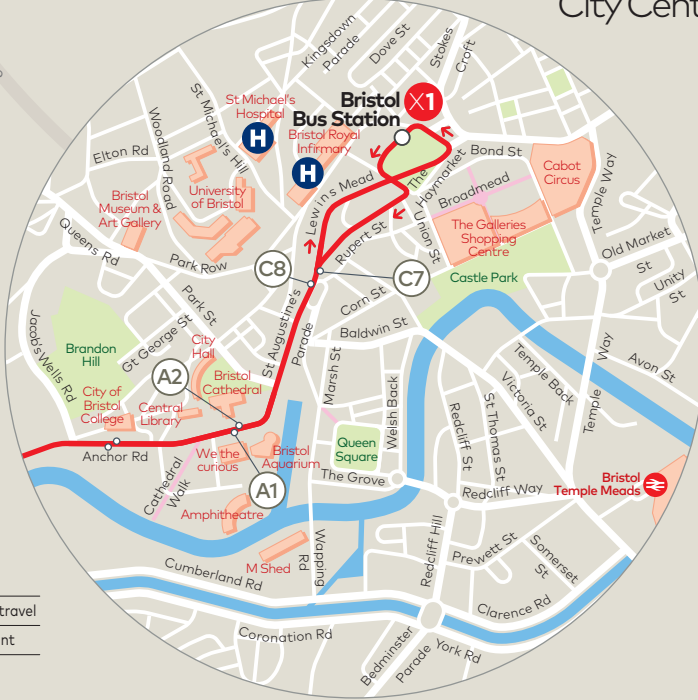 City Cent
Kingsdown
Parade
Dove St
Stokes
Croft
St Michael's
Hospital
H
Bristol
Bus Station
X1
Bristol Royal
Infirmary
H
Woodland Road
St Michael's Hill
Elton Rd
University
of Bristol
Bristol
Museum &
Art Gallery
Lewins Mead
The
Haymarket
Bond St
Cabot
Circus
Temple Way
Broadmead
Union St
The Galleries
Shopping
Centre
Old Market
St
Unity
St
Queens Rd
Park Row
Rupert St
C8
C7
Castle Park
Park St
Corn St
Baldwin St
Jacob's Wells Rd
Brandon
Hill
Gt George St
City
Hall
St Augustine's
Parade
Marsh St
A2
Bristol
Cathedral
City of
Bristol
College
Central
Library
Welsh Back
Temple Back
Victoria St
Temple
Way
Avon St
Redcliff St
St Thomas St
Anchor Rd
We the
curious
Bristol
Aquarium
Queen
Square
Cathedral
Walk
A1
The Grove
Redcliff Way
Bristol
Temple Meads
Amphitheatre
M Shed
Wapping
Rd
Redcliff Hill
Prewett St
Somerset
St
Cumberland Rd
Clarence Rd
Coronation Rd
Bedminster
Parade
York Rd
travel
nt